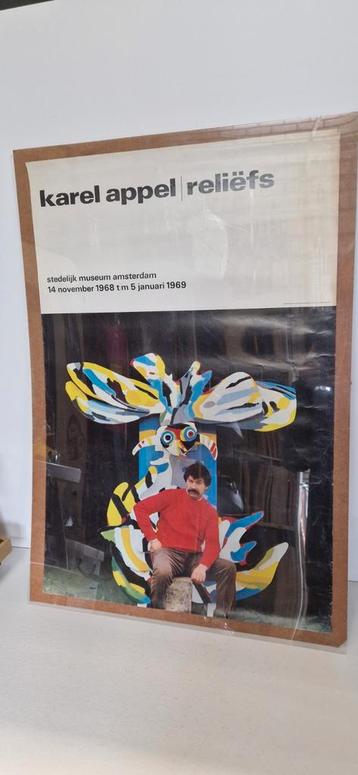 karel appel | reliëfs
stedelijk museum amsterdam
14 november 1968 t m 5 januari 1969